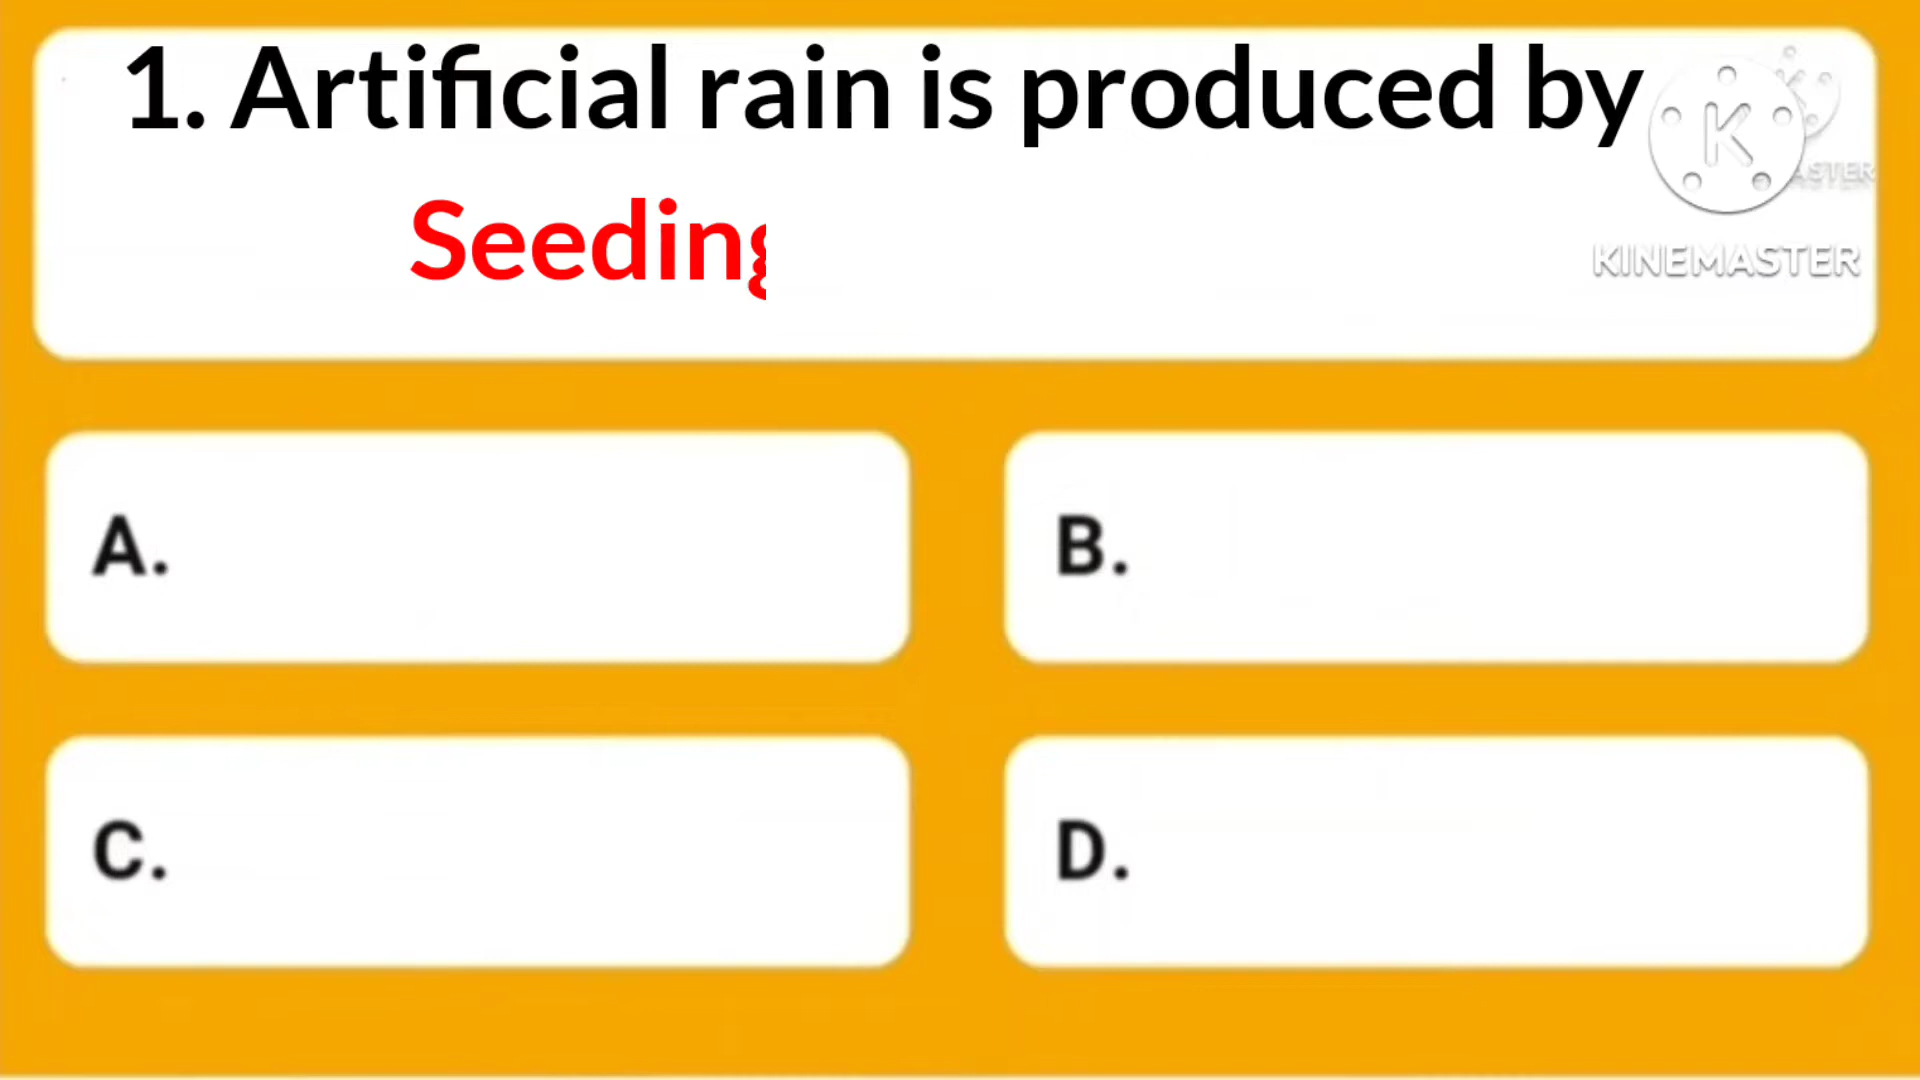 1. Artificial rain is produced by
Seeding
KINEMASTER
A.
B.
C.
D.